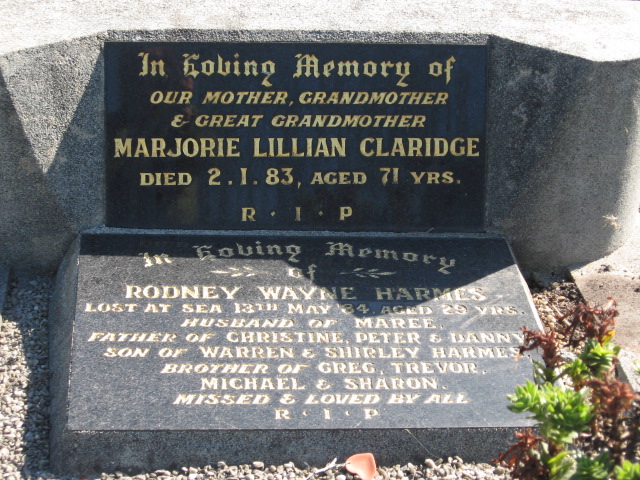 In Loving Memory of
OUR MOTHER, GRANDMOTHER
& GREAT GRANDMOTHER
MARJORIE LILLIAN CLARIDGE
DIED 2.1.83, AGED 71 YRS.
R · I · P
In Loving Memory
of
RODNEY WAYNE HARMES
LOST AT SEA 13TH MAY '84 AGED 29 YRS.
HUSBAND OF MAREE.
FATHER OF CHRISTINE, PETER & DANNY
SON OF WARREN & SHIRLEY HARMES
BROTHER OF GREG, TREVOR,
MICHAEL & SHARON.
MISSED & LOVED BY ALL
R · I · P